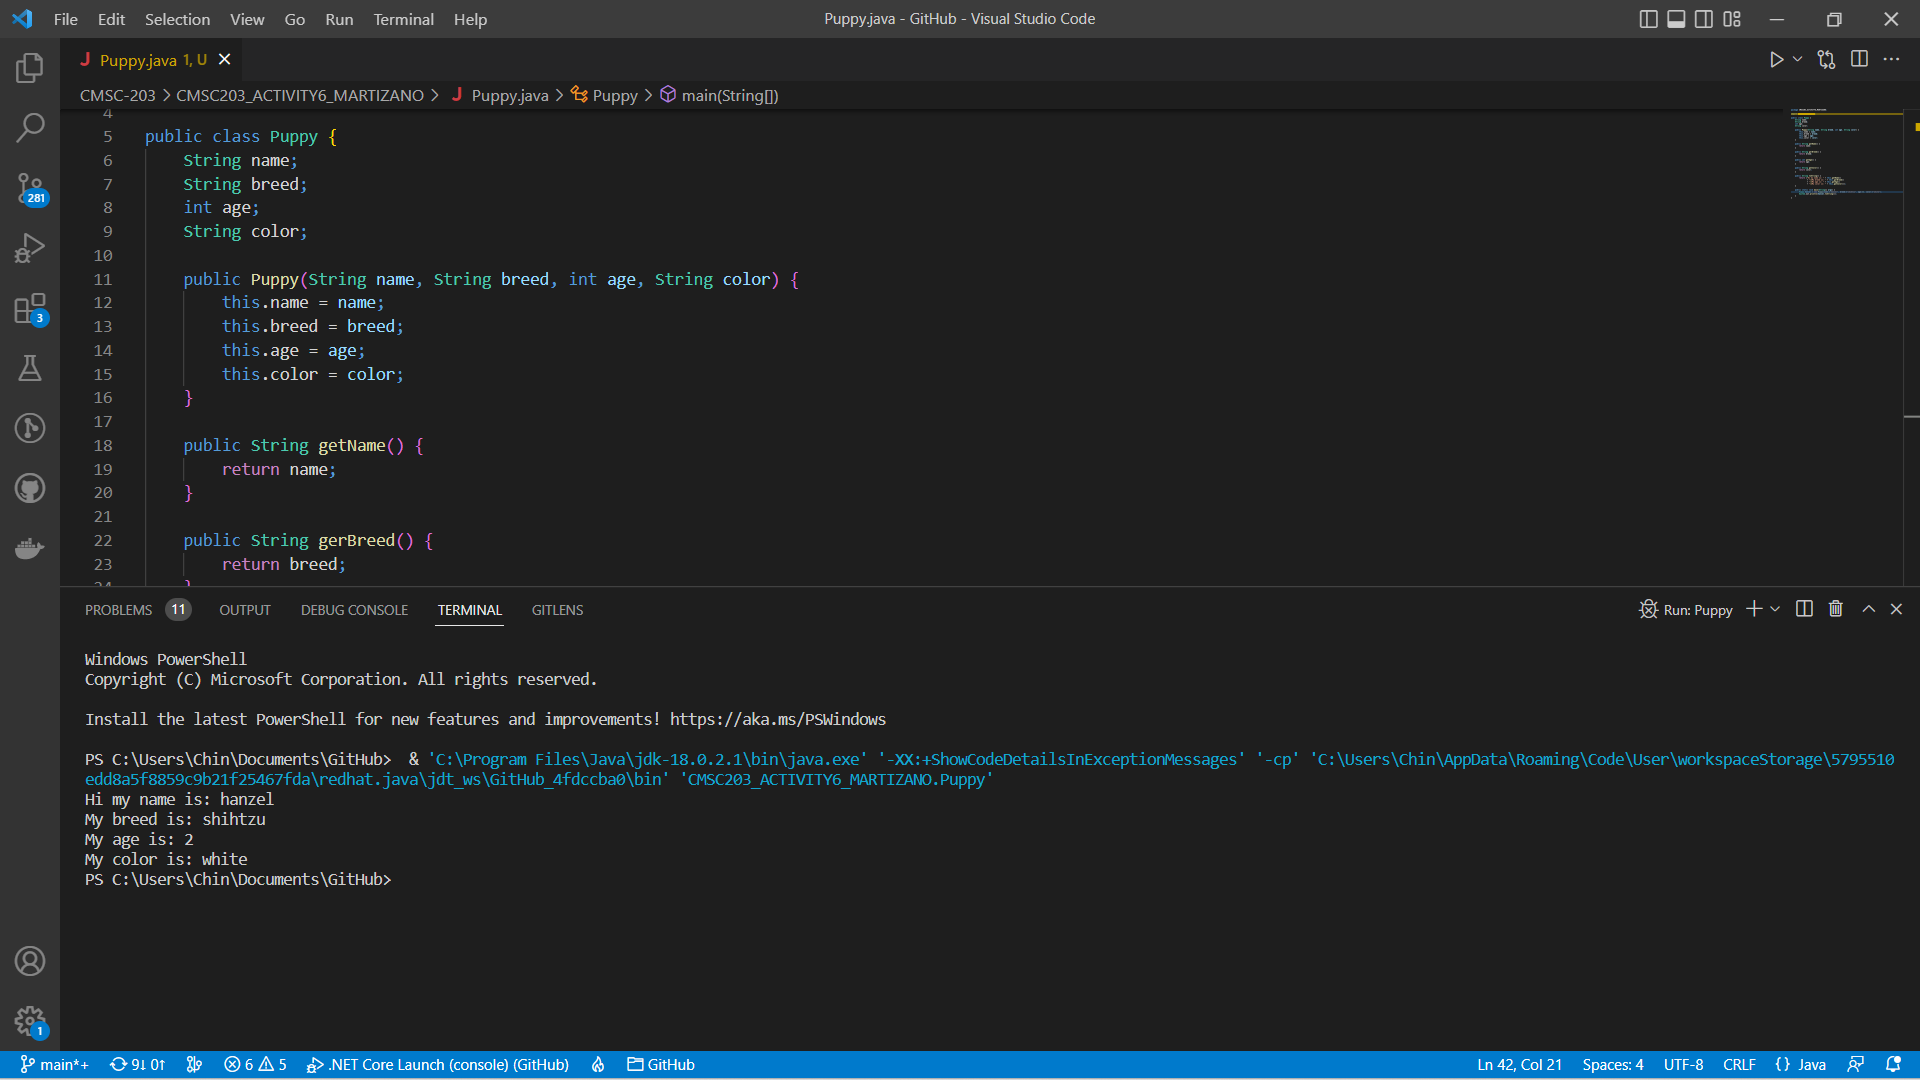 File Edit Selection View Go Run Terminal Help
Puppy.java - GitHub - Visual Studio Code
J Puppy.java 1, U
CMSC-203 > CMSC203_ACTIVITY6_MARTIZANO > J Puppy.java > Puppy > main(String[])
4
5 public class Puppy {
6 String name;
7 String breed;
8 int age;
9 String color;
10
11 public Puppy(String name, String breed, int age, String color) {
12 this.name = name;
13 this.breed = breed;
14 this.age = age;
15 this.color = color;
16 }
17
18 public String getName() {
19 return name;
20 }
21
22 public String gerBreed() {
23 return breed;
24 }
281
3
1
PROBLEMS 11 OUTPUT DEBUG CONSOLE TERMINAL GITLENS
Run: Puppy
Windows PowerShell
Copyright (C) Microsoft Corporation. All rights reserved.
Install the latest PowerShell for new features and improvements! https://aka.ms/PSWindows
PS C:\Users\Chin\Documents\GitHub>  & 'C:\Program Files\Java\jdk-18.0.2.1\bin\java.exe' '-XX:+ShowCodeDetailsInExceptionMessages' '-cp' 'C:\Users\Chin\AppData\Roaming\Code\User\workspaceStorage\5795510
edd8a5f8859c9b21f25467fda\redhat.java\jdt_ws\GitHub_4fdccba0\bin' 'CMSC203_ACTIVITY6_MARTIZANO.Puppy'
Hi my name is: hanzel
My breed is: shihtzu
My age is: 2
My color is: white
PS C:\Users\Chin\Documents\GitHub>
main*+ 9↓ 0↑ 6 5 .NET Core Launch (console) (GitHub) GitHub
Ln 42, Col 21 Spaces: 4 UTF-8 CRLF {} Java